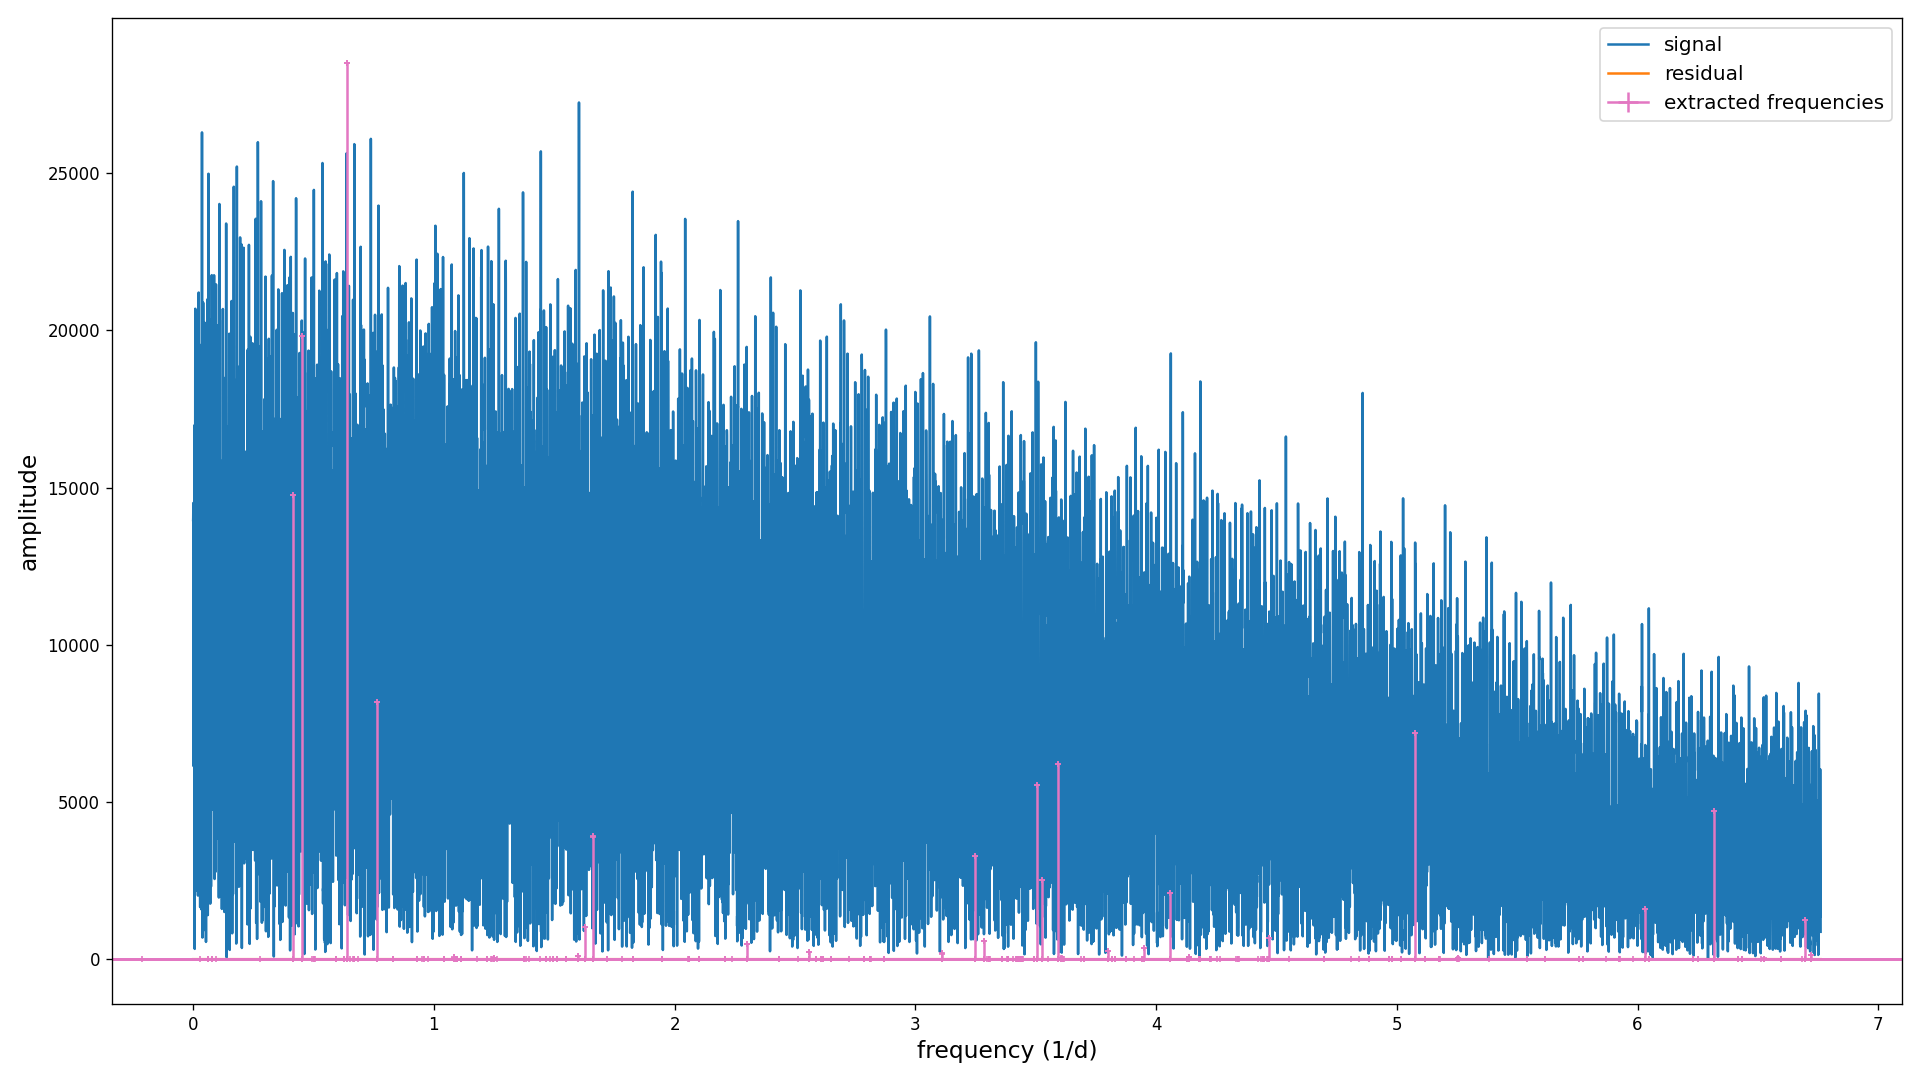 signal
residual
extracted frequencies
amplitude
25000
20000
15000
10000
5000
0
0 1 2 3 4 5 6 7
frequency (1/d)